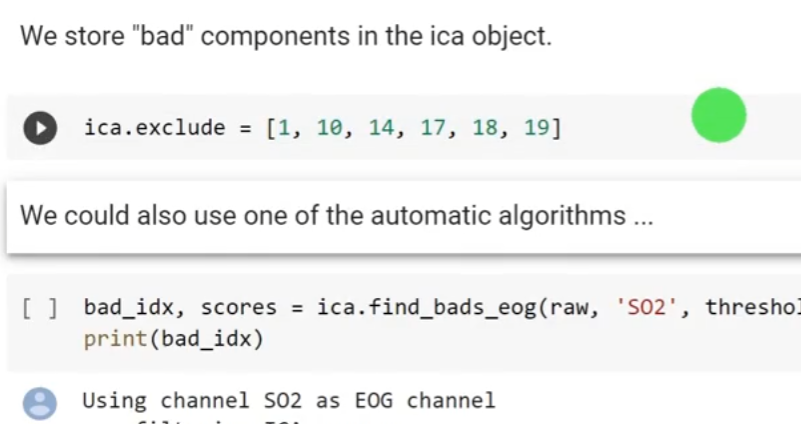 We store "bad" components in the ica object.
ica.exclude = [1, 10, 14, 17, 18, 19]
We could also use one of the automatic algorithms ...
[ ] bad_idx, scores = ica.find_bads_eog(raw, 'SO2', threshol
print(bad_idx)
Using channel SO2 as EOG channel